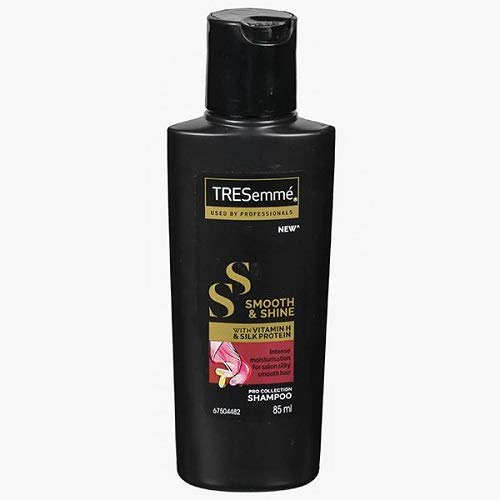 TRESemmé®
USED BY PROFESSIONALS
NEW^
SS
SMOOTH
& SHINE
WITH VITAMIN H
& SILK PROTEIN
Intense
moisturisation
for salon silky
smooth hair
PRO COLLECTION
SHAMPOO
67504482
85 ml